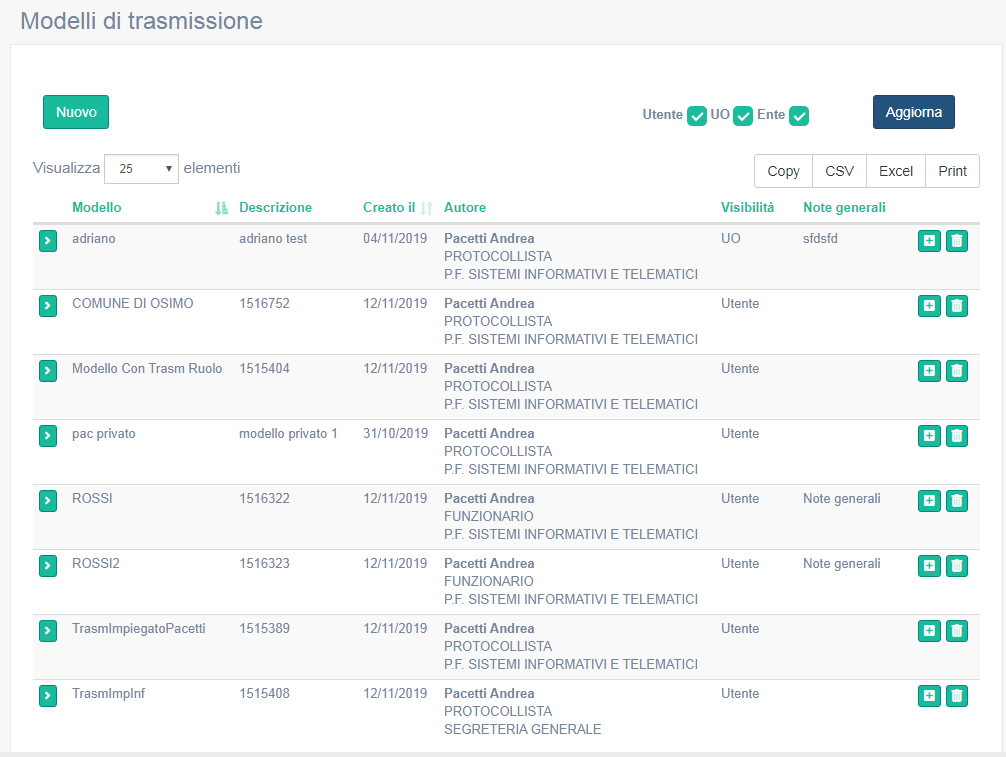 Modelli di trasmissione
Nuovo
Utente UO Ente Aggiorna
Visualizza 25 elementi
Copy CSV Excel Print
Modello Descrizione Creato il Autore Visibilità Note generali
adriano adriano test 04/11/2019 Pacetti Andrea UO sfdsfd
PROTOCOLLISTA
P.F. SISTEMI INFORMATIVI E TELEMATICI
COMUNE DI OSIMO 1516752 12/11/2019 Pacetti Andrea Utente
PROTOCOLLISTA
P.F. SISTEMI INFORMATIVI E TELEMATICI
Modello Con Trasm Ruolo 1515404 12/11/2019 Pacetti Andrea Utente
PROTOCOLLISTA
P.F. SISTEMI INFORMATIVI E TELEMATICI
pac privato modello privato 1 31/10/2019 Pacetti Andrea Utente
PROTOCOLLISTA
P.F. SISTEMI INFORMATIVI E TELEMATICI
ROSSI 1516322 12/11/2019 Pacetti Andrea Utente Note generali
FUNZIONARIO
P.F. SISTEMI INFORMATIVI E TELEMATICI
ROSSI2 1516323 12/11/2019 Pacetti Andrea Utente Note generali
FUNZIONARIO
P.F. SISTEMI INFORMATIVI E TELEMATICI
TrasmImpiegatoPacetti 1515389 12/11/2019 Pacetti Andrea Utente
PROTOCOLLISTA
P.F. SISTEMI INFORMATIVI E TELEMATICI
TrasmImpInf 1515408 12/11/2019 Pacetti Andrea Utente
PROTOCOLLISTA
SEGRETERIA GENERALE